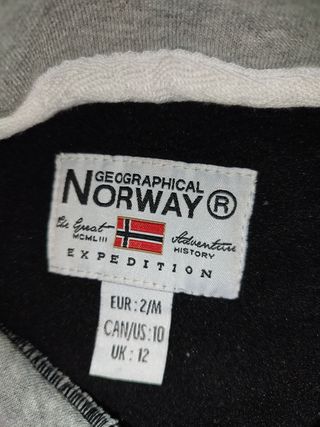 GEOGRAPHICAL
NORWAY®
The Great Adventure
MCMLIII HISTORY
EXPEDITION
EUR: 2/M
CAN/US: 10
UK: 12